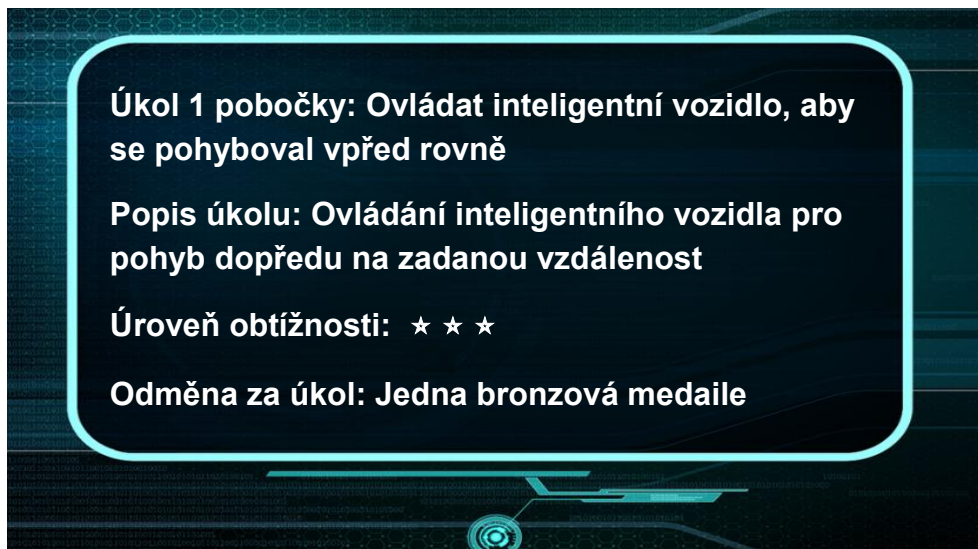 Úkol 1 pobočky: Ovládat inteligentní vozidlo, aby
se pohyboval vpřed rovně
Popis úkolu: Ovládání inteligentního vozidla pro
pohyb dopředu na zadanou vzdálenost
Úroveň obtížnosti: ★ ★ ★
Odměna za úkol: Jedna bronzová medaile